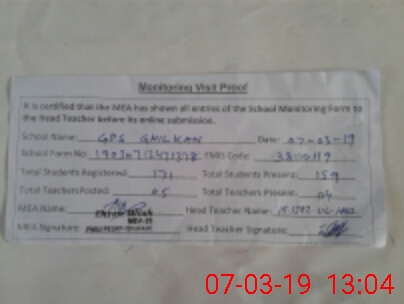 Monitoring Visit Proof
It is certified that the MEA has shown all entries of the School Monitoring Form to
the Head Teacher before its online submission.
School Name: GPS Date: 07-03-19
School Form No: EMIS Code:
Total Students Registered: 171 Total Students Present: 159
Total Teachers Posted: 05 Total Teachers Present: 04
MEA Name: Head Teacher Name:
MEA Signature: Head Teacher Signature:
07-03-19 13:04